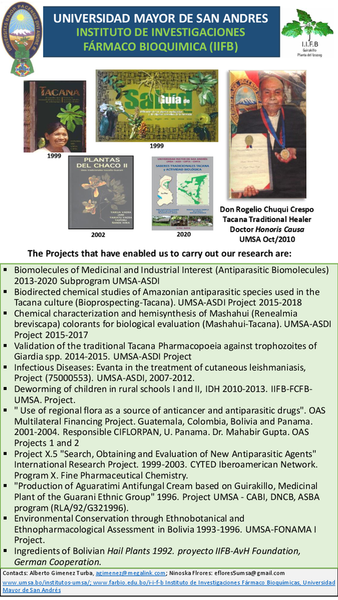 UNIVERSIDAD MAYOR DE SAN ANDRES
INSTITUTO DE INVESTIGACIONES
FÁRMACO BIOQUIMICA (IIFB)
I.I.F.B
TACANA
Guía
Salud
1999
1999
PLANTAS
DEL CHACO II
2002
2020
Don Rogelio Chuqui Crespo
Tacana Traditional Healer
Doctor Honoris Causa
UMSA Oct/2010
The Projects that have enabled us to carry out our research are:
▪ Biomolecules of Medicinal and Industrial Interest (Antiparasitic Biomolecules)
2013-2020 Subprogram UMSA-ASDI
▪ Biodirected chemical studies of Amazonian antiparasitic species used in the
Tacana culture (Bioprospecting-Tacana). UMSA-ASDI Project 2015-2018
▪ Chemical characterization and hemisynthesis of Mashahui (Renealmia
breviscapa) colorants for biological evaluation (Mashahui-Tacana). UMSA-ASDI
Project 2015-2017
▪ Validation of the traditional Tacana Pharmacopoeia against trophozoites of
Giardia spp. 2014-2015. UMSA-ASDI Project
▪ Infectious Diseases: Evanta in the treatment of cutaneous leishmaniasis,
Project (75000553). UMSA-ASDI, 2007-2012.
▪ Deworming of children in rural schools I and II, IDH 2010-2013. IIFB-FCFB-
UMSA. Project.
▪ " Use of regional flora as a source of anticancer and antiparasitic drugs". OAS
Multilateral Financing Project. Guatemala, Colombia, Bolivia and Panama.
2001-2004. Responsible CIFLORPAN, U. Panama. Dr. Mahabir Gupta. OAS
Projects 1 and 2
▪ Project X.5 "Search, Obtaining and Evaluation of New Antiparasitic Agents"
International Research Project. 1999-2003. CYTED Iberoamerican Network.
Program X. Fine Pharmaceutical Chemistry.
▪ "Production of Aguaratimi Antifungal Cream based on Guirakillo, Medicinal
Plant of the Guarani Ethnic Group" 1996. Project UMSA - CABI, DNCB, ASBA
program (RLA/92/G321996).
▪ Environmental Conservation through Ethnobotanical and
Ethnopharmacological Assessment in Bolivia 1993-1996. UMSA-FONAMA I
Project.
▪ Ingredients of Bolivian Hail Plants 1992. proyecto IIFB-AvH Foundation,
German Cooperation.
Contacts: Alberto Gimenez Turba, agimenez@megalink.com; Ninoska Flrores: efloresSumsa@gmail.com
www.umsa.bo/institutos-umsa/; www.farbio.edu.bo/i-i-f-b Instituto de Investigaciones Fármaco Bioquímicas, Universidad
Mayor de San Andrés